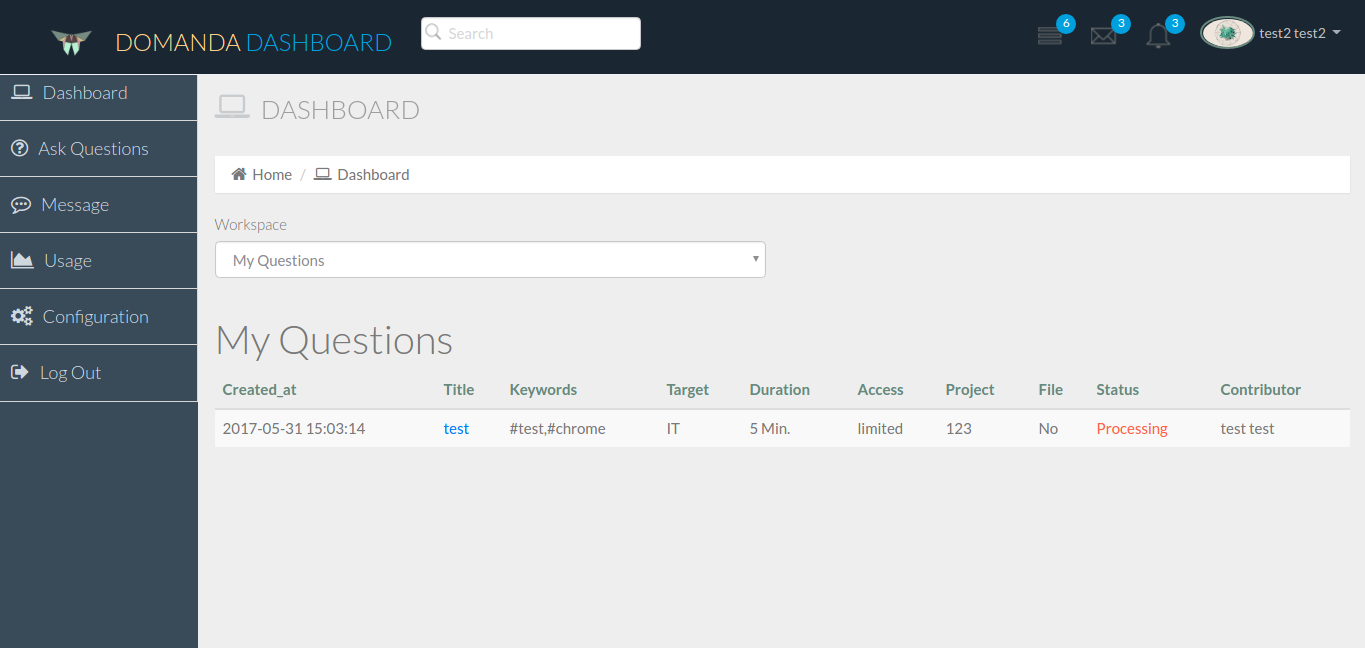 DOMANDA DASHBOARD
Search
6
3
3
test2 test2
Dashboard
Ask Questions
Message
Usage
Configuration
Log Out
DASHBOARD
Home / Dashboard
Workspace
My Questions
My Questions
Created_at Title Keywords Target Duration Access Project File Status Contributor
2017-05-31 15:03:14 test #test,#chrome IT 5 Min. limited 123 No Processing test test